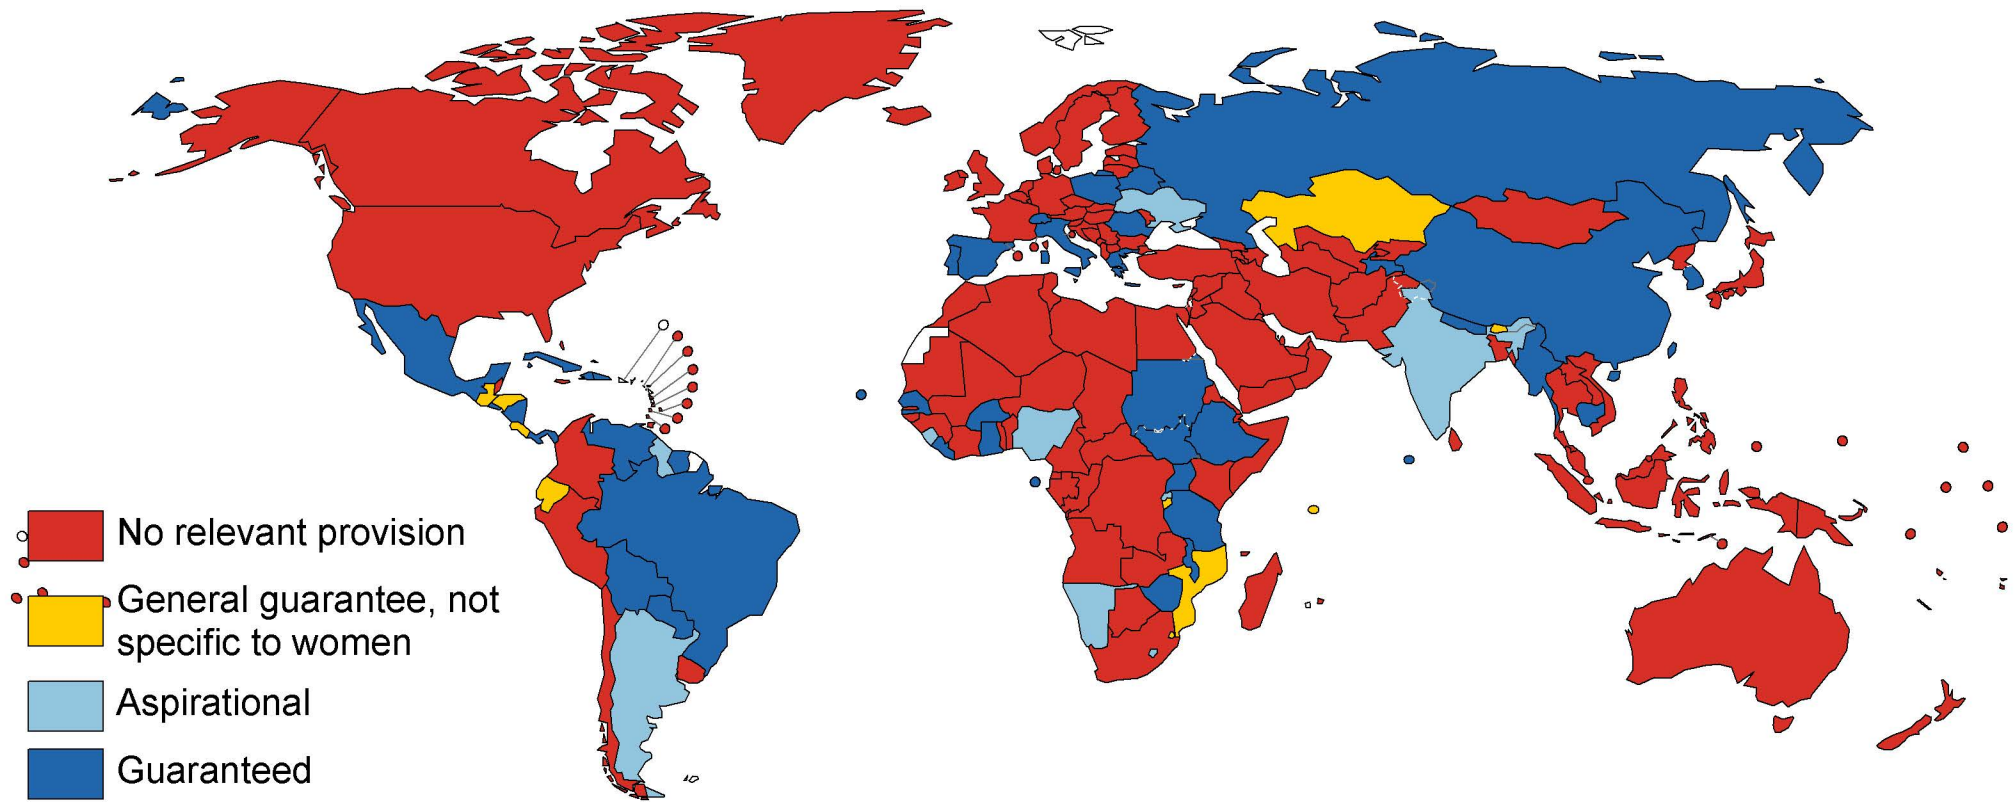 No relevant provision
General guarantee, not
specific to women
Aspirational
Guaranteed